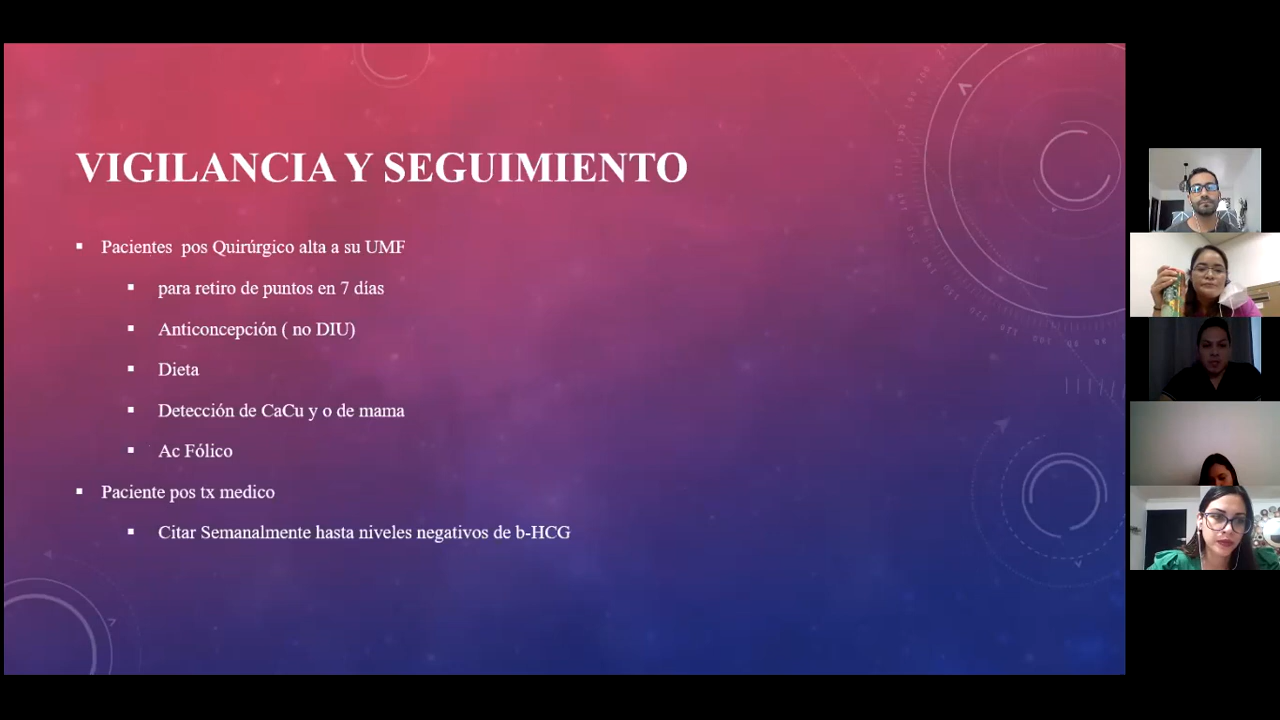 VIGILANCIA Y SEGUIMIENTO
Pacientes pos Quirúrgico alta a su UMF
para retiro de puntos en 7 días
Anticoncepción ( no DIU)
Dieta
Detección de CaCu y o de mama
Ac Fólico
Paciente pos tx medico
Citar Semanalmente hasta niveles negativos de b-HCG